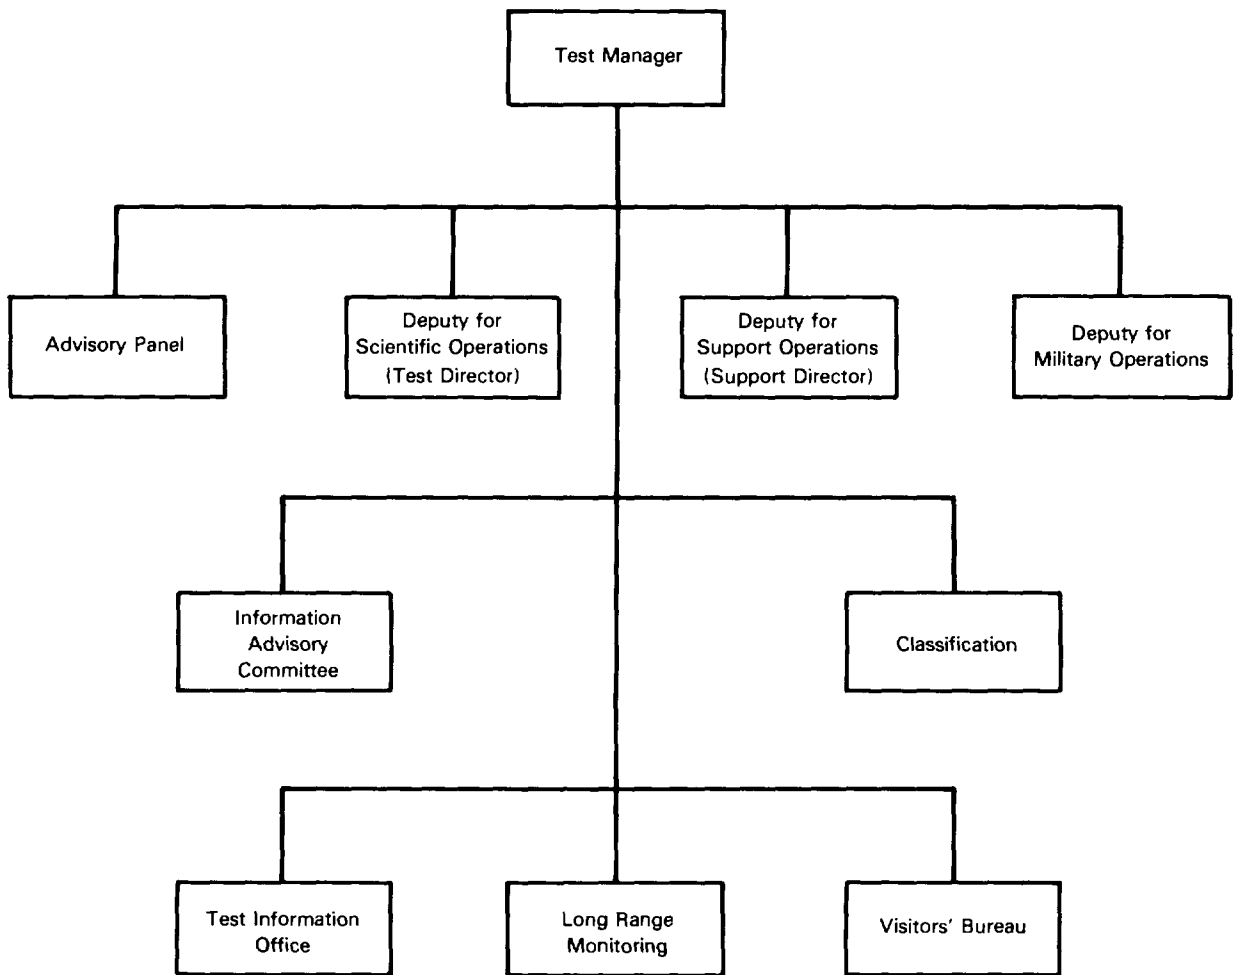 Test Manager
Advisory Panel
Deputy for
Scientific Operations
(Test Director)
Deputy for
Support Operations
(Support Director)
Deputy for
Military Operations
Information
Advisory
Committee
Classification
Test Information
Office
Long Range
Monitoring
Visitors' Bureau